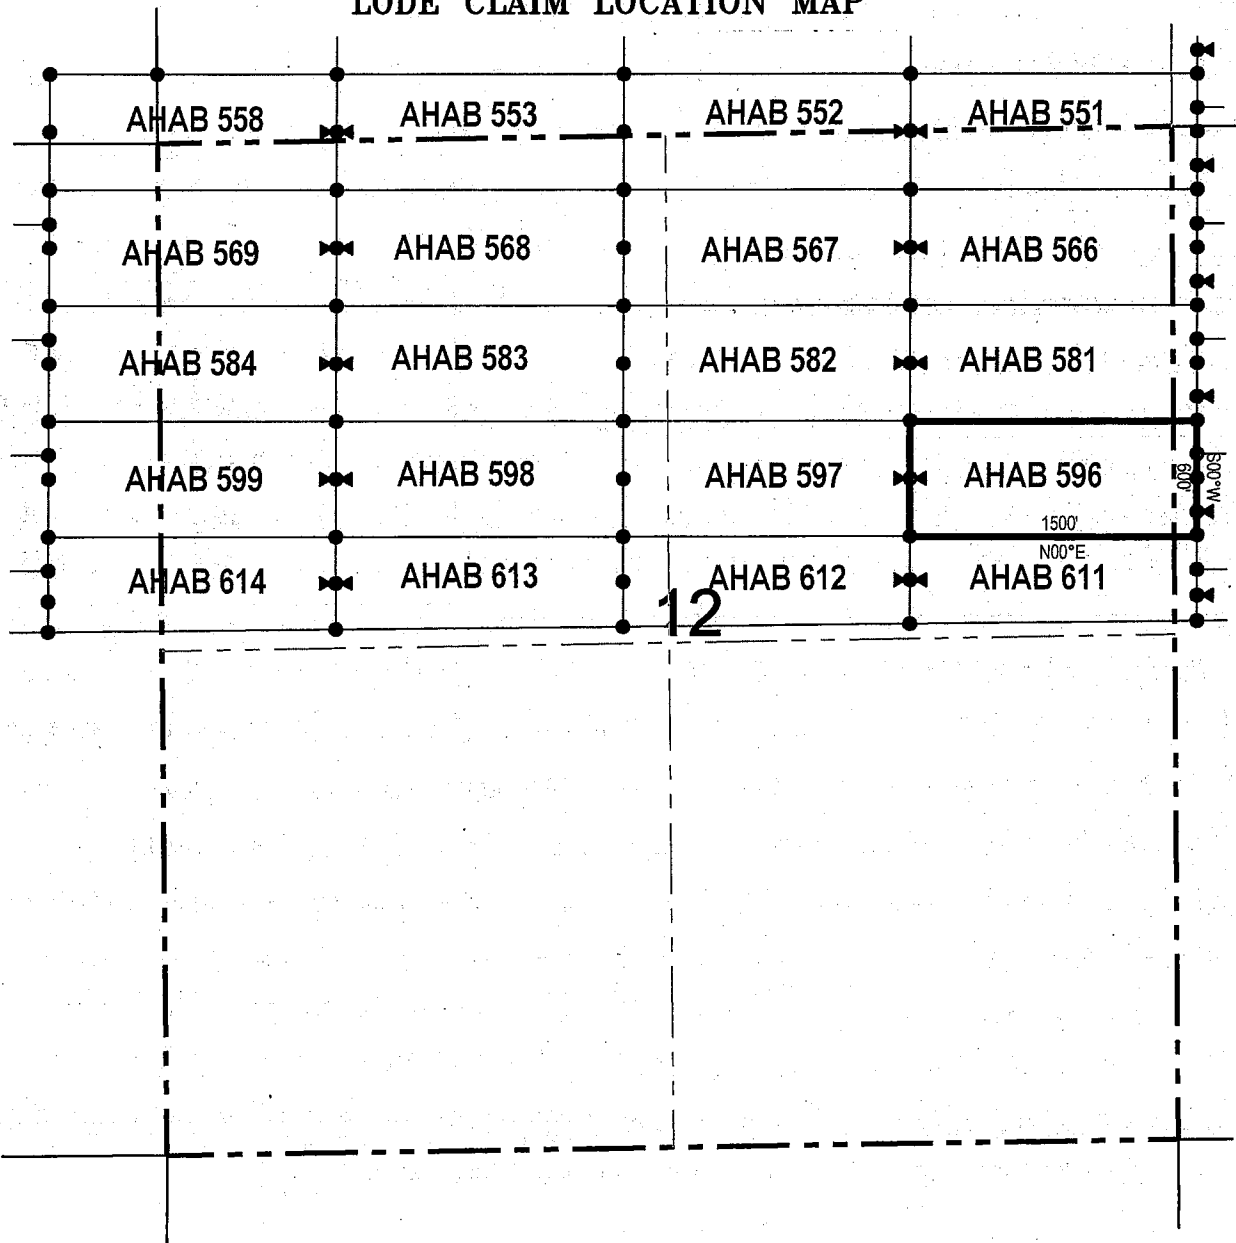 LODE CLAIM LOCATION MAP
AHAB 558 AHAB 553 AHAB 552 AHAB 551
AHAB 569 AHAB 568 AHAB 567 AHAB 566
AHAB 584 AHAB 583 AHAB 582 AHAB 581
AHAB 599 AHAB 598 AHAB 597 AHAB 596
600'
S00°W
1500'
N00°E
AHAB 614 AHAB 613 AHAB 612 AHAB 611
12